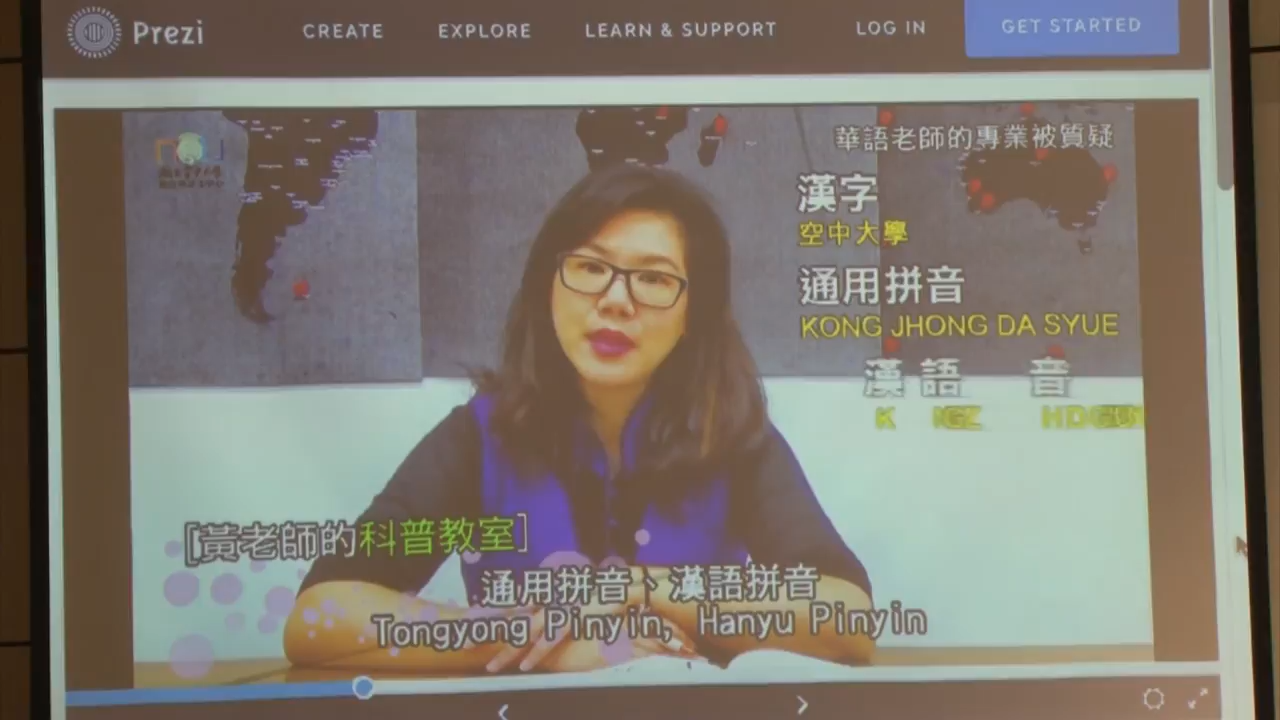 Prezi
CREATE
EXPLORE
LEARN & SUPPORT
LOG IN
GET STARTED
華語老師的專業被質疑
漢字
空中大學
通用拼音
KONG JHONG DA SYUE
漢語 音
[黃老師的科普教室]
通用拼音、漢語拼音
Tongyong Pinyin, Hanyu Pinyin